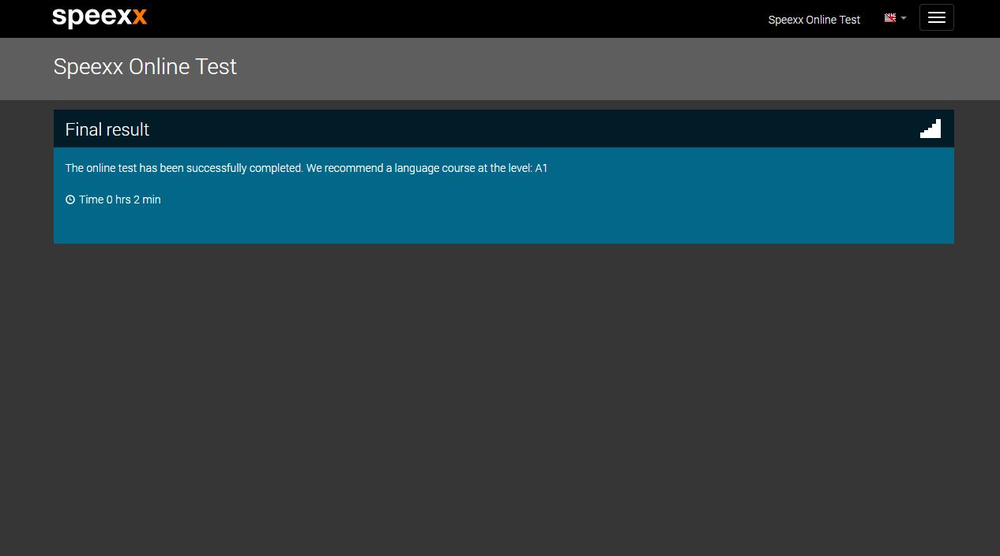 speexx
Speexx Online Test
Speexx Online Test
Final result
The online test has been successfully completed. We recommend a language course at the level: A1
Time 0 hrs 2 min